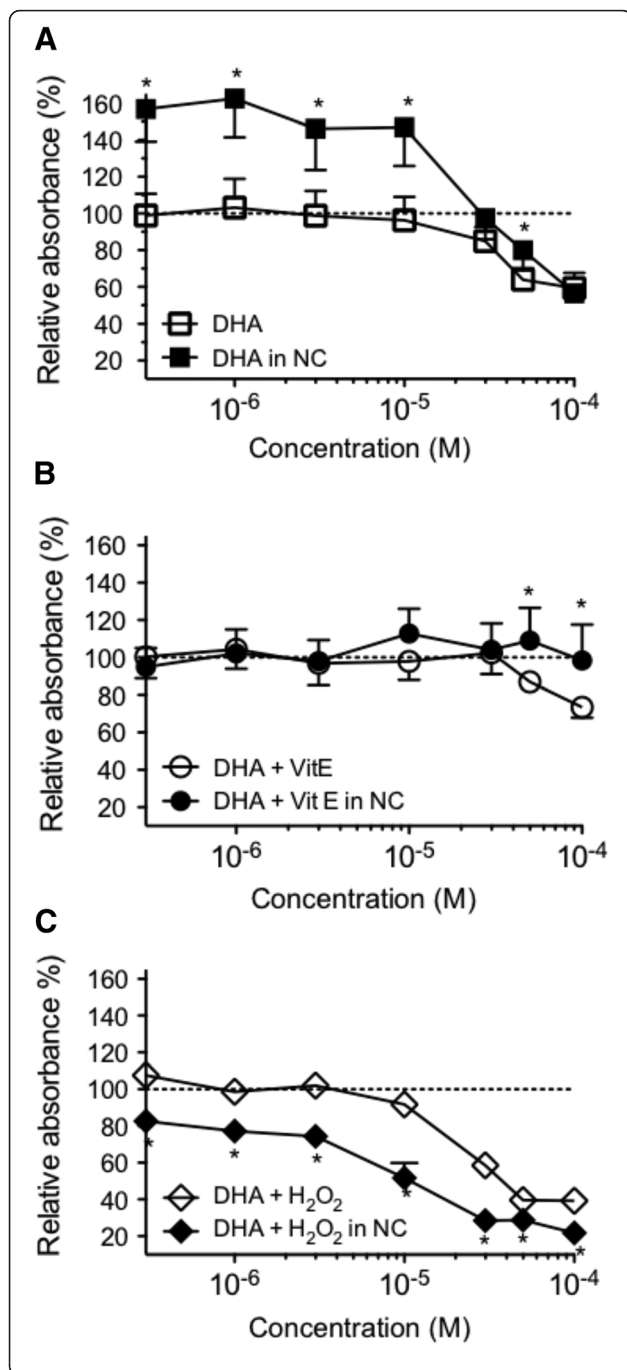 A
Relative absorbance (%)
160
140
120
100
80
60
40
20
* * * * *
DHA
DHA in NC
10-6 10-5 10-4
Concentration (M)
B
Relative absorbance (%)
160
140
120
100
80
60
40
20
* *
DHA + VitE
DHA + Vit E in NC
10-6 10-5 10-4
Concentration (M)
C
Relative absorbance %)
160
140
120
100
80
60
40
20
* * * * * * *
DHA + H2O2
DHA + H2O2 in NC
10-6 10-5 10-4
Concentration (M)